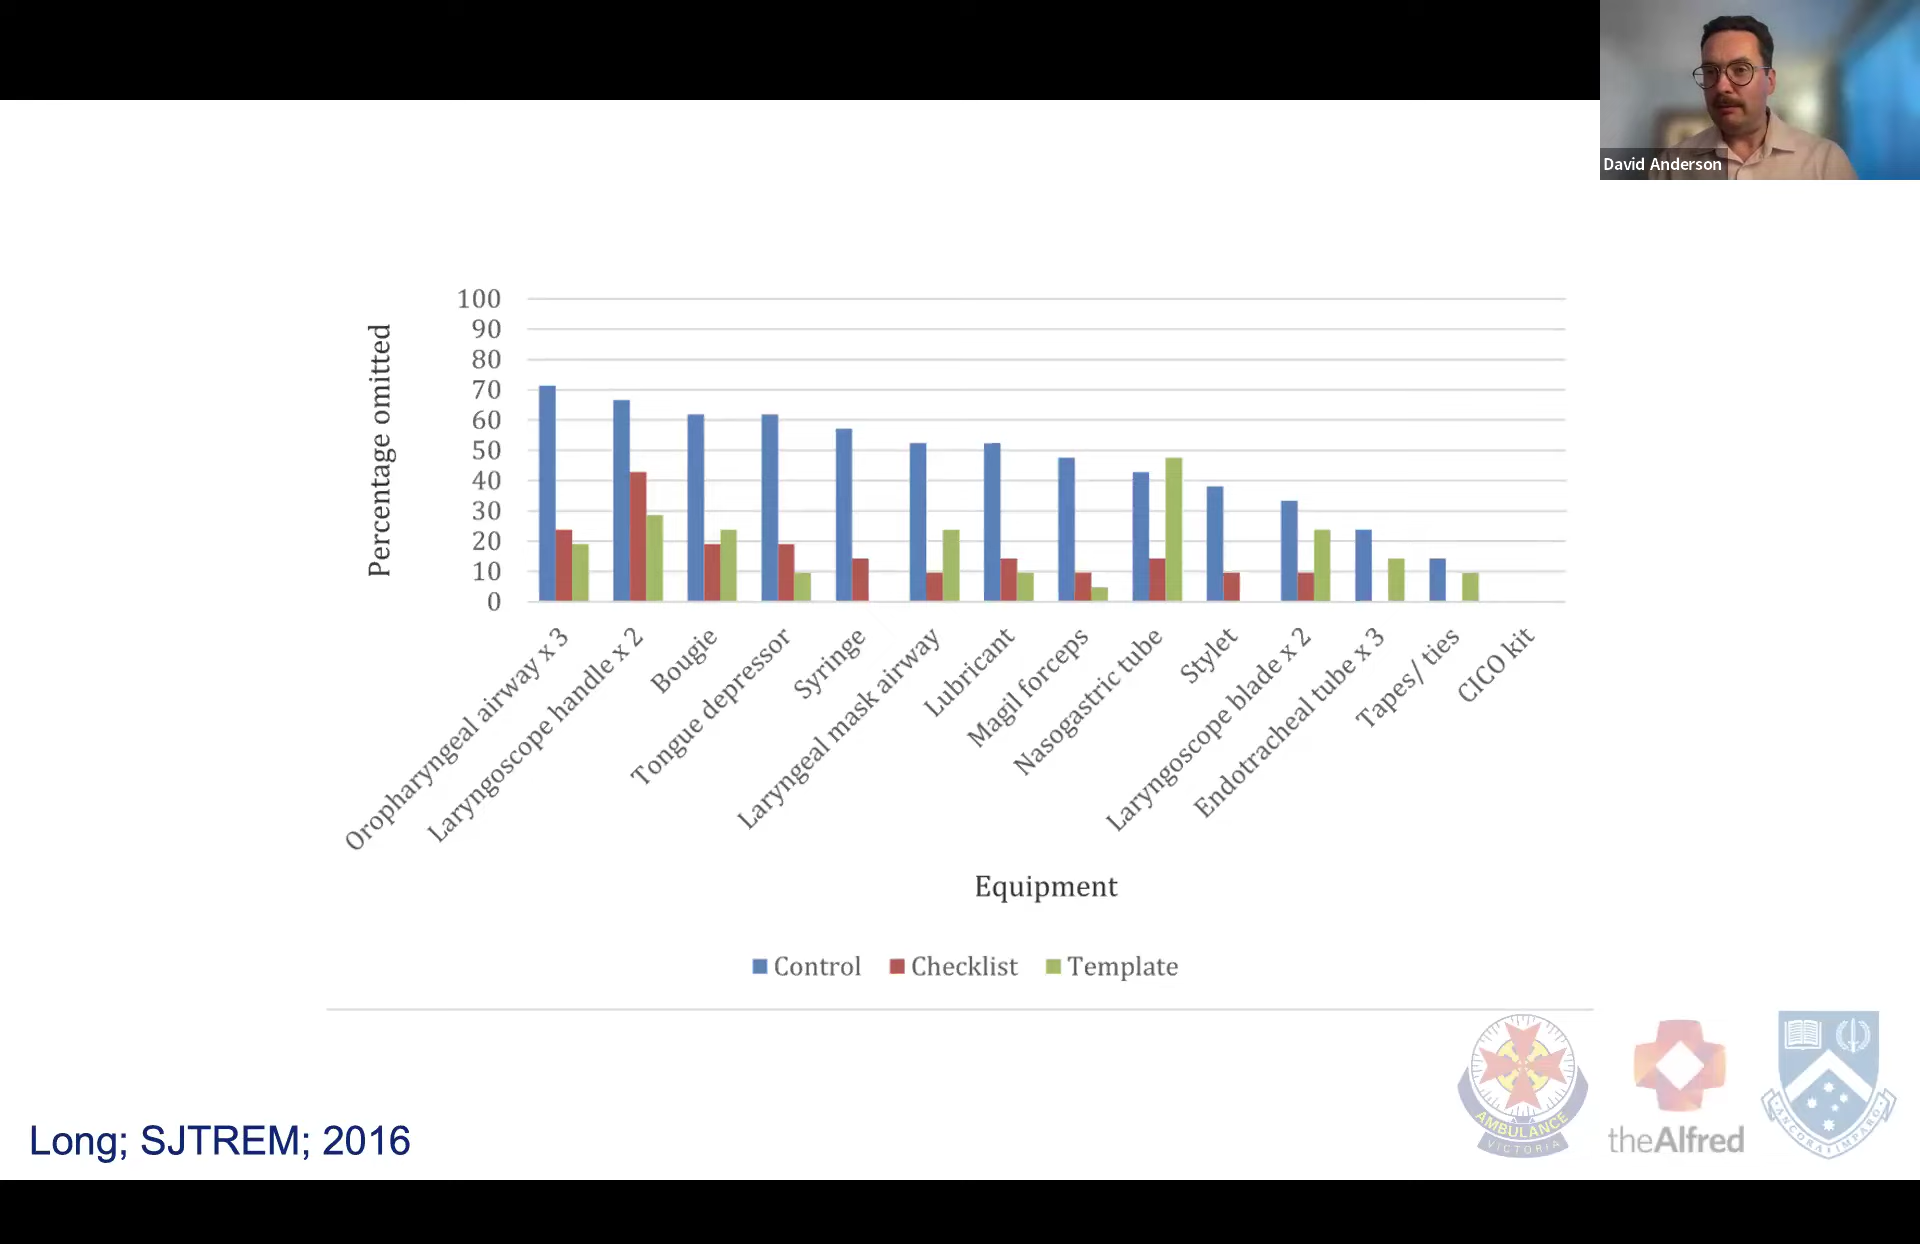 David Anderson
Percentage omitted
100
90
80
70
60
50
40
30
20
10
0
Oropharyngeal airway x 3
Laryngoscope handle x 2
Bougie
Tongue depressor
Syringe
Laryngeal mask airway
Lubricant
Magil forceps
Nasogastric tube
Stylet
Laryngoscope blade x 2
Endotracheal tube x 3
Tapes/ ties
CICO kit
Equipment
Control
Checklist
Template
Long; SJTREM; 2016
AMBULANCE
VICTORIA
theAlfred
ANCORA IMPARO